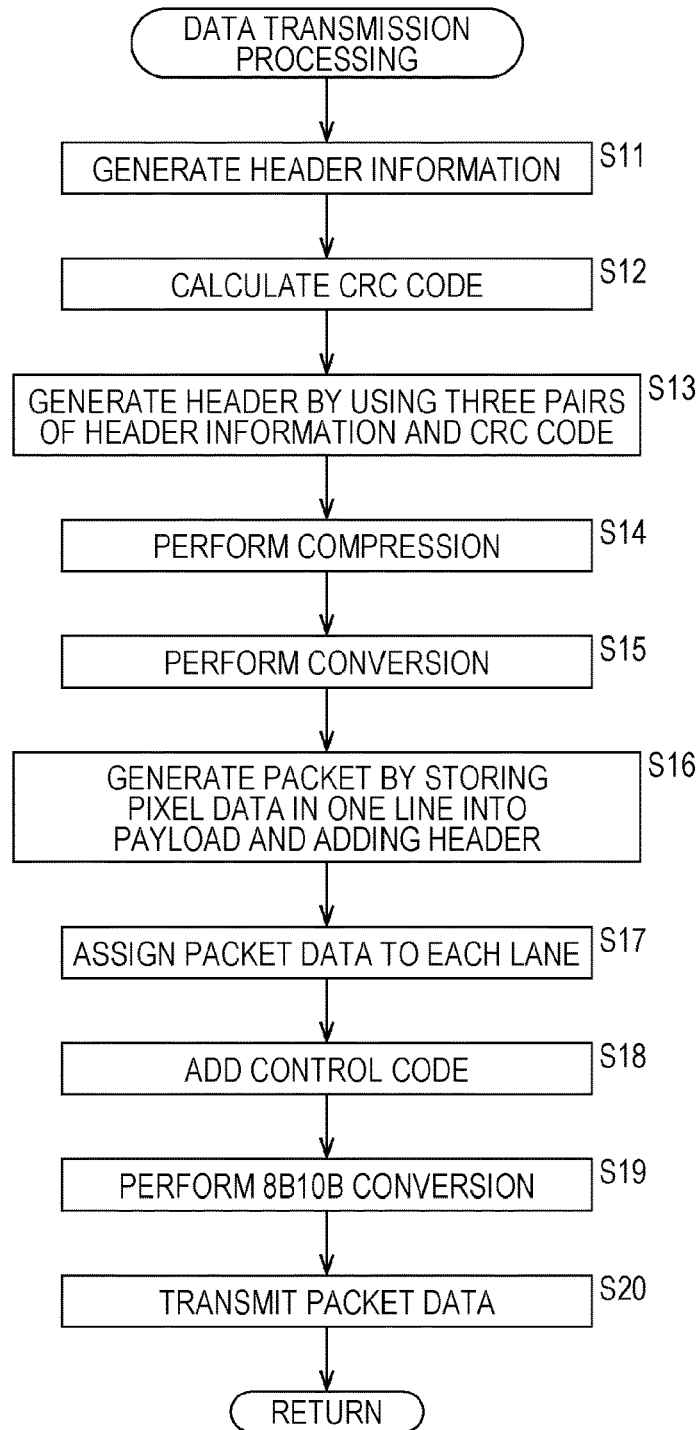 DATA TRANSMISSION
PROCESSING
GENERATE HEADER INFORMATION
S11
CALCULATE CRC CODE
S12
GENERATE HEADER BY USING THREE PAIRS
OF HEADER INFORMATION AND CRC CODE
S13
PERFORM COMPRESSION
S14
PERFORM CONVERSION
S15
GENERATE PACKET BY STORING
PIXEL DATA IN ONE LINE INTO
PAYLOAD AND ADDING HEADER
S16
ASSIGN PACKET DATA TO EACH LANE
S17
ADD CONTROL CODE
S18
PERFORM 8B10B CONVERSION
S19
TRANSMIT PACKET DATA
S20
RETURN